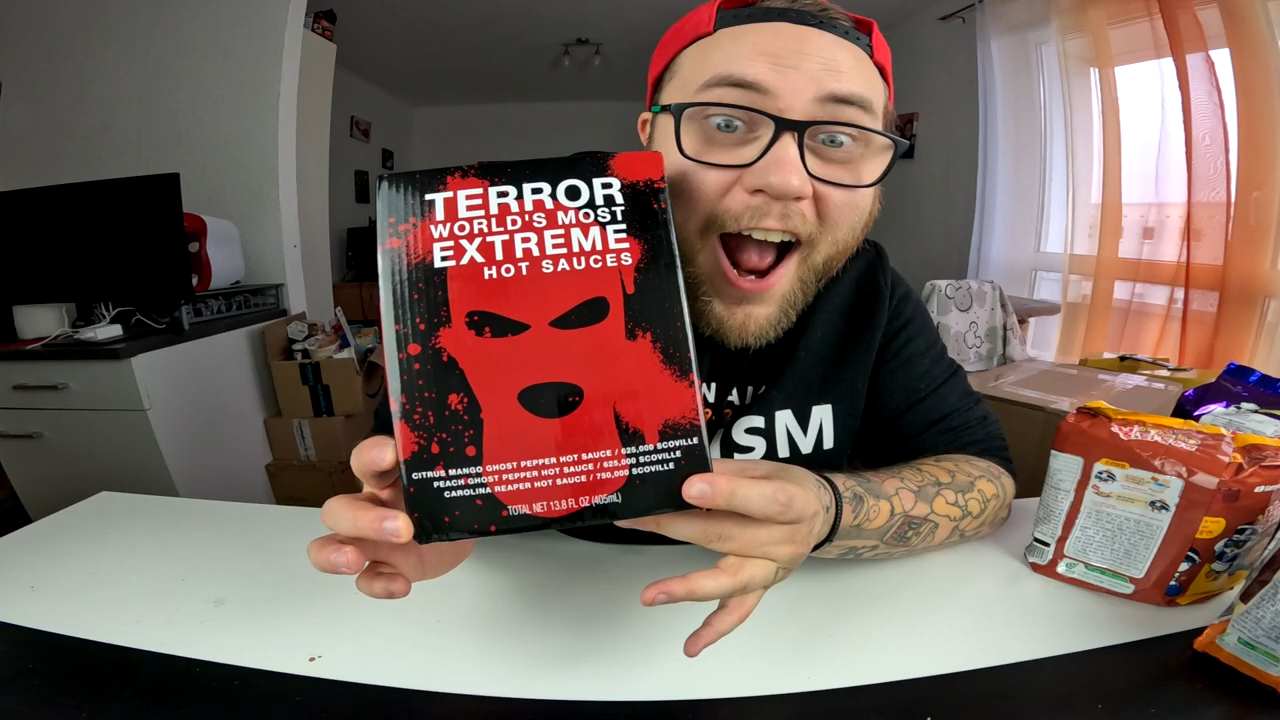 TERROR
WORLD'S MOST
EXTREME
HOT SAUCES
CITRUS MANGO GHOST PEPPER HOT SAUCE / 625,000 SCOVILLE
PEACH GHOST PEPPER HOT SAUCE / 625,000 SCOVILLE
CAROLINA REAPER HOT SAUCE / 750,000 SCOVILLE
TOTAL NET 13.8 FL OZ (405mL)